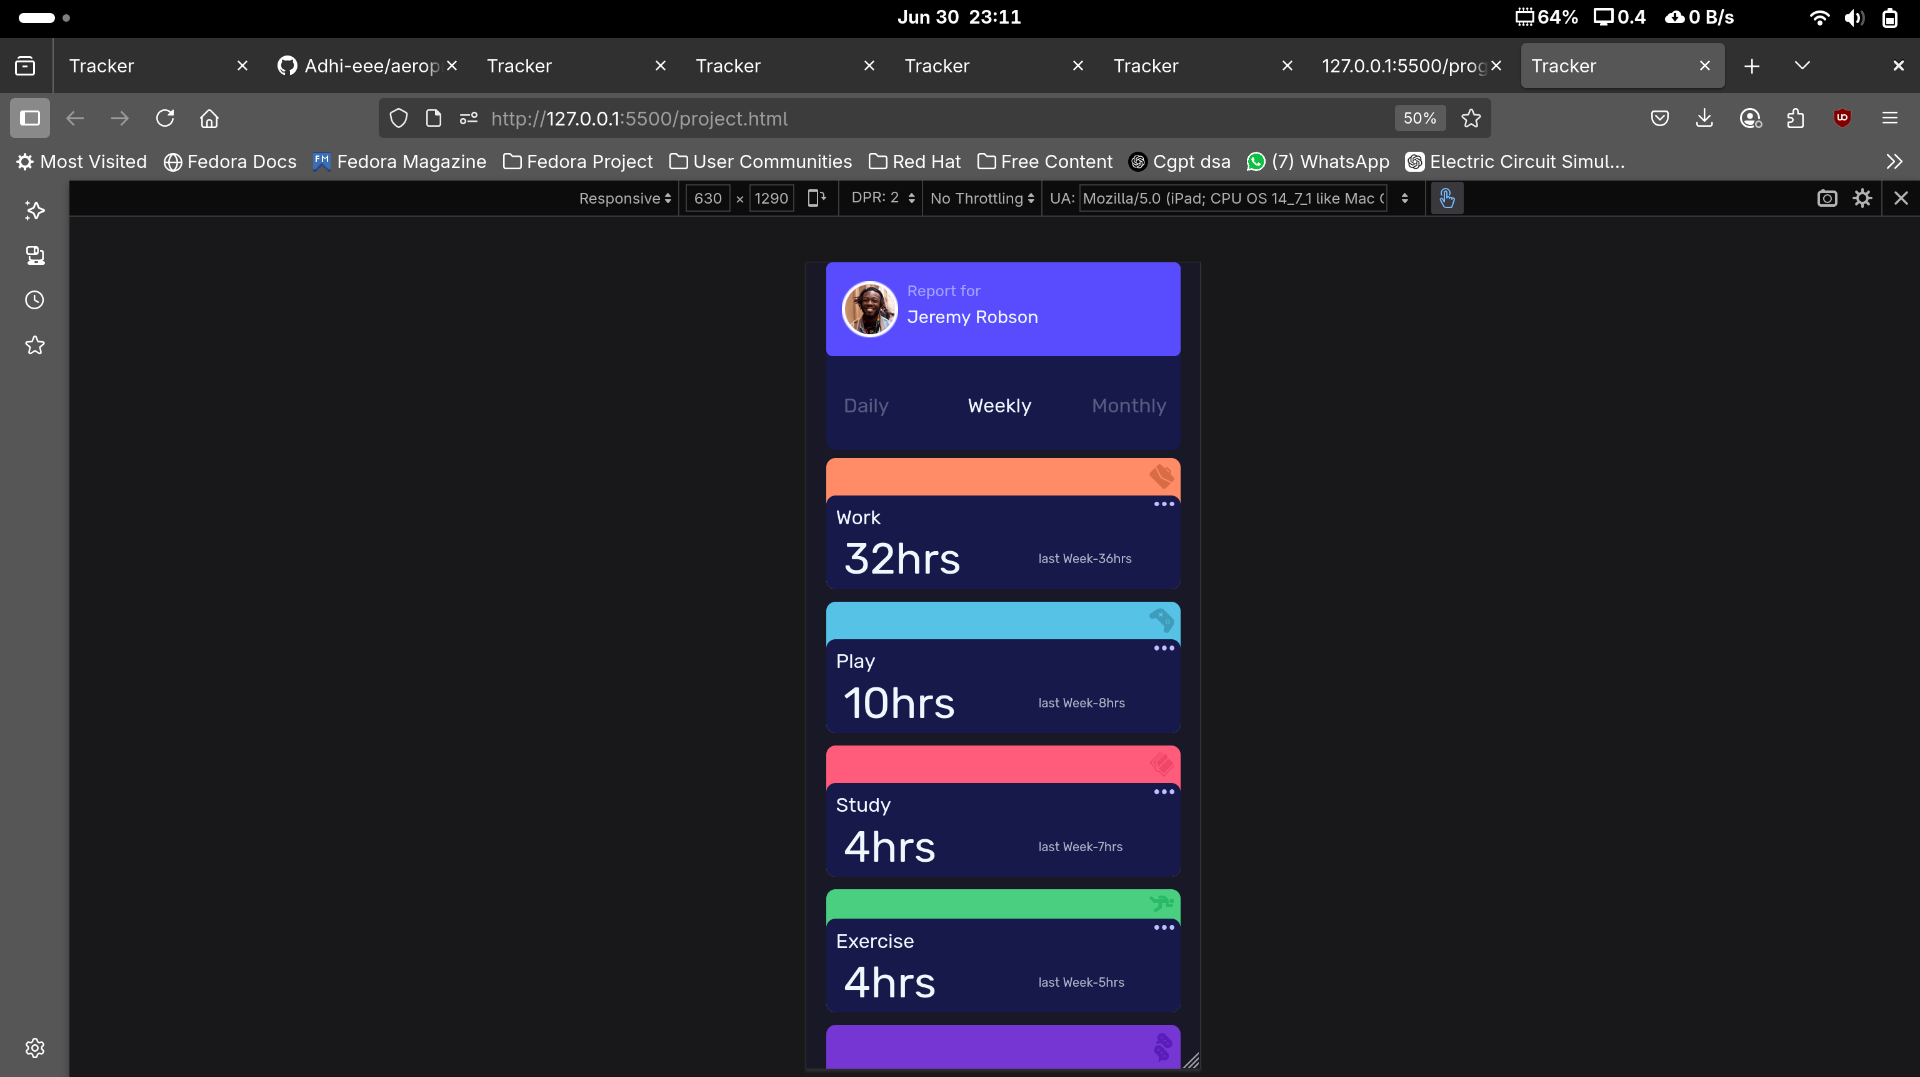 Jun 30 23:11
64% 0.4 0 B/s
Tracker Adhi-eee/aerop Tracker Tracker Tracker Tracker 127.0.0.1:5500/prog Tracker
http://127.0.0.1:5500/project.html 50%
Most Visited Fedora Docs Fedora Magazine Fedora Project User Communities Red Hat Free Content Cgpt dsa (7) WhatsApp Electric Circuit Simul...
Responsive 630 × 1290 DPR: 2 No Throttling UA: Mozilla/5.0 (iPad; CPU OS 14_7_1 like Mac (
Report for
Jeremy Robson
Daily Weekly Monthly
Work
32hrs last Week-36hrs
Play
10hrs last Week-8hrs
Study
4hrs last Week-7hrs
Exercise
4hrs last Week-5hrs